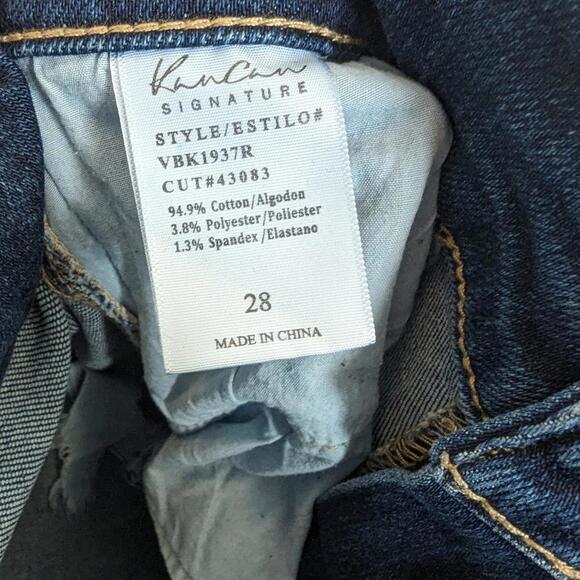 KanCan
SIGNATURE
STYLE/ESTILO#
VBK1937R
CUT#43083
94.9% Cotton/Algodon
3.8% Polyester/Poliester
1.3% Spandex/Elastano
28
MADE IN CHINA